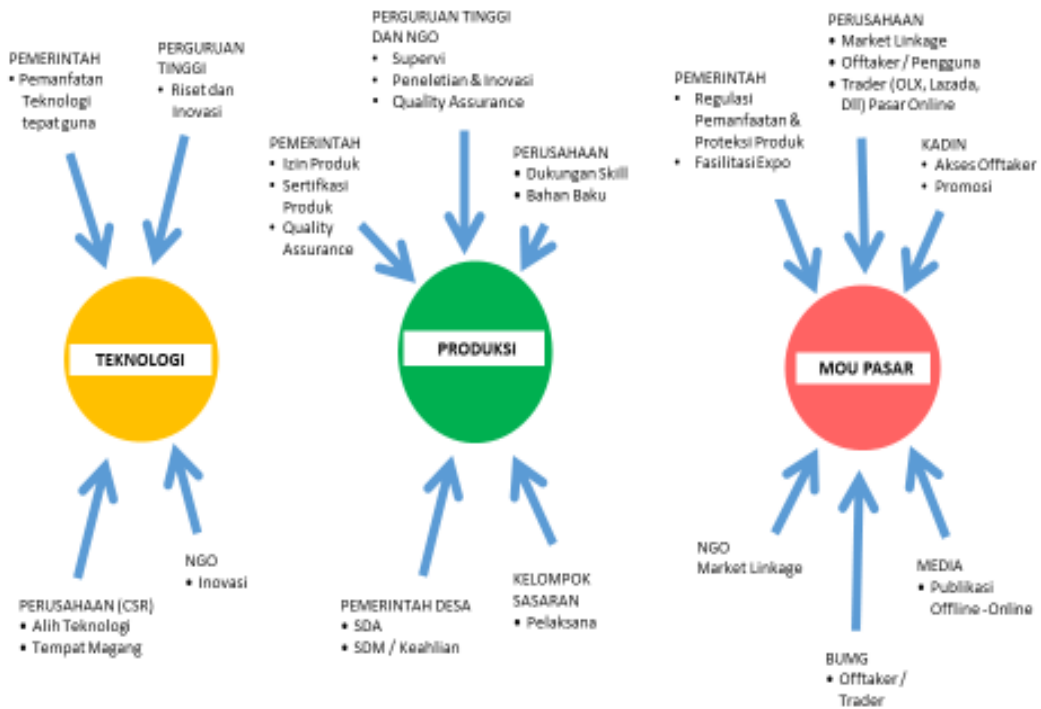 PEMERINTAH
• Pemanfatan
Teknologi
tepat guna
PERGURUAN
TINGGI
• Riset dan
Inovasi
TEKNOLOGI
PERUSAHAAN (CSR)
• Alih Teknologi
• Tempat Magang
NGO
• Inovasi
PERGURUAN TINGGI
DAN NGO
• Supervi
• Peneletian & Inovasi
• Quality Assurance
PEMERINTAH
• Izin Produk
• Sertifkasi
Produk
• Quality
Assurance
PERUSAHAAN
• Dukungan Skill
• Bahan Baku
PRODUKSI
PEMERINTAH DESA
• SDA
• SDM / Keahlian
KELOMPOK
SASARAN
• Pelaksana
PERUSAHAAN
• Market Linkage
• Offtaker / Pengguna
• Trader (OLX, Lazada,
Dll) Pasar Online
PEMERINTAH
• Regulasi
Pemanfaatan &
Proteksi Produk
• Fasilitasi Expo
KADIN
• Akses Offtaker
• Promosi
MOU PASAR
NGO
Market Linkage
MEDIA
• Publikasi
Offline -Online
BUMG
• Offtaker /
Trader